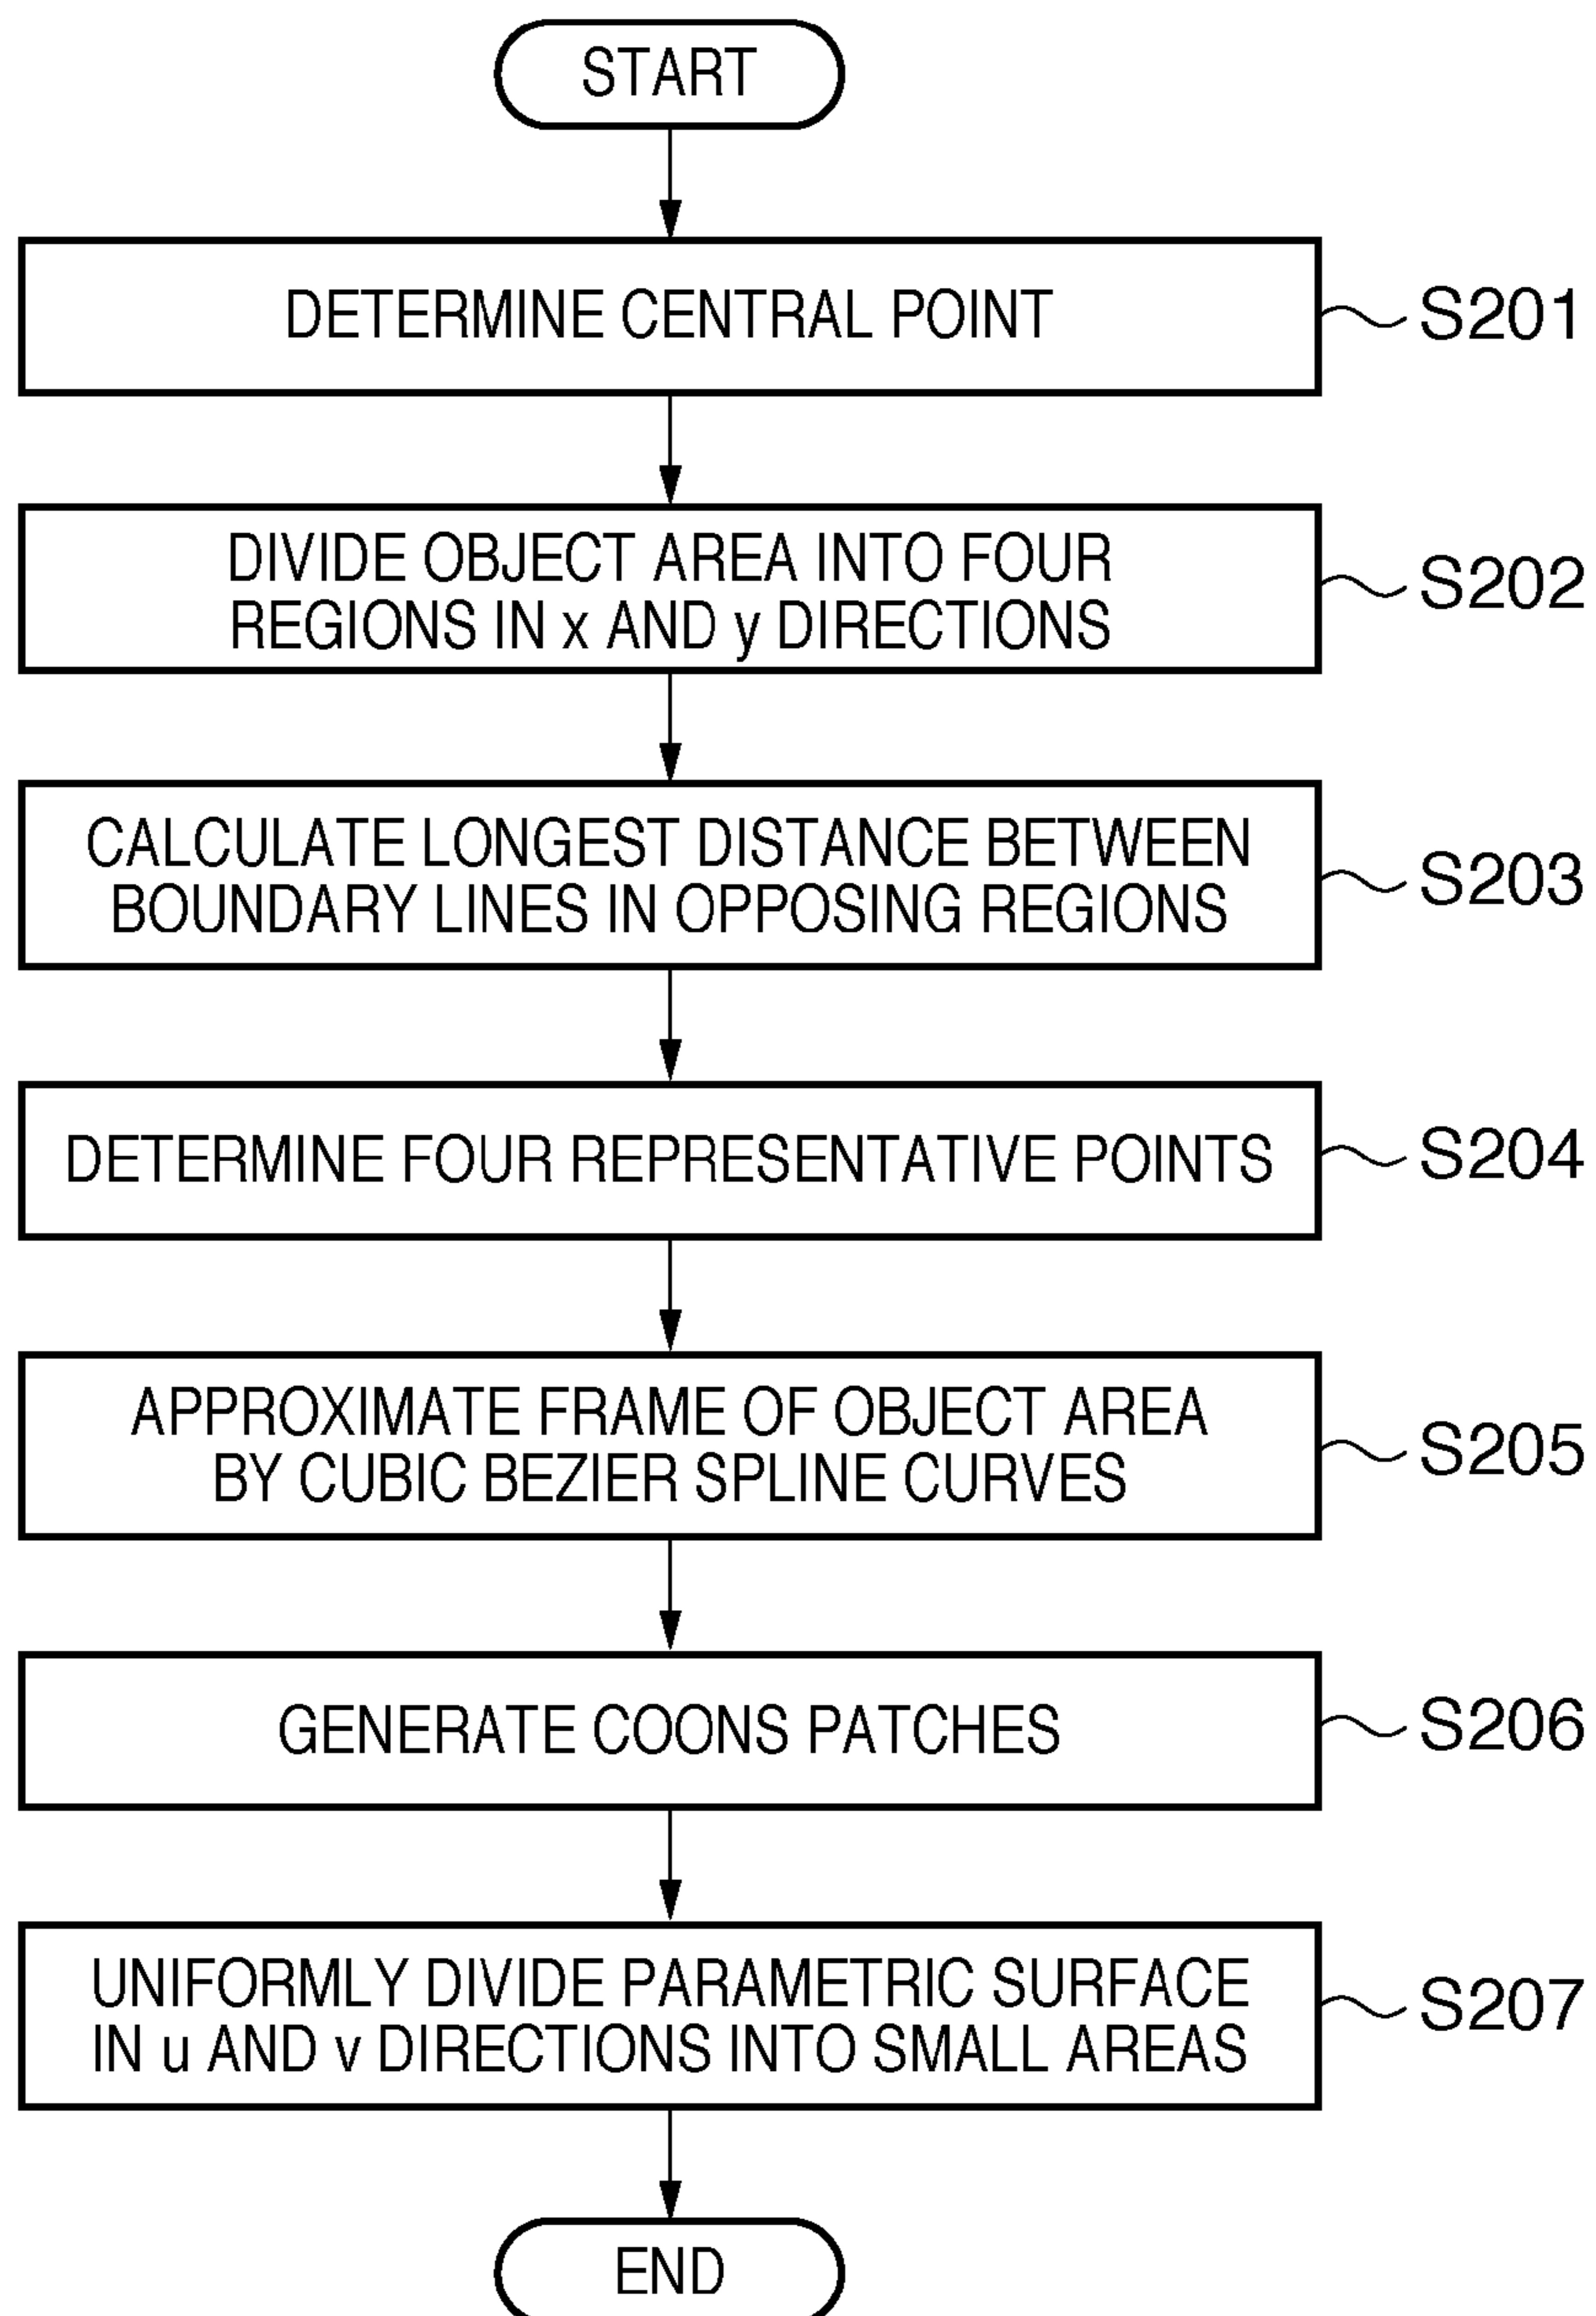 START
DETERMINE CENTRAL POINT
S201
DIVIDE OBJECT AREA INTO FOUR
REGIONS IN x AND y DIRECTIONS
S202
CALCULATE LONGEST DISTANCE BETWEEN
BOUNDARY LINES IN OPPOSING REGIONS
S203
DETERMINE FOUR REPRESENTATIVE POINTS
S204
APPROXIMATE FRAME OF OBJECT AREA
BY CUBIC BEZIER SPLINE CURVES
S205
GENERATE COONS PATCHES
S206
UNIFORMLY DIVIDE PARAMETRIC SURFACE
IN u AND v DIRECTIONS INTO SMALL AREAS
S207
END